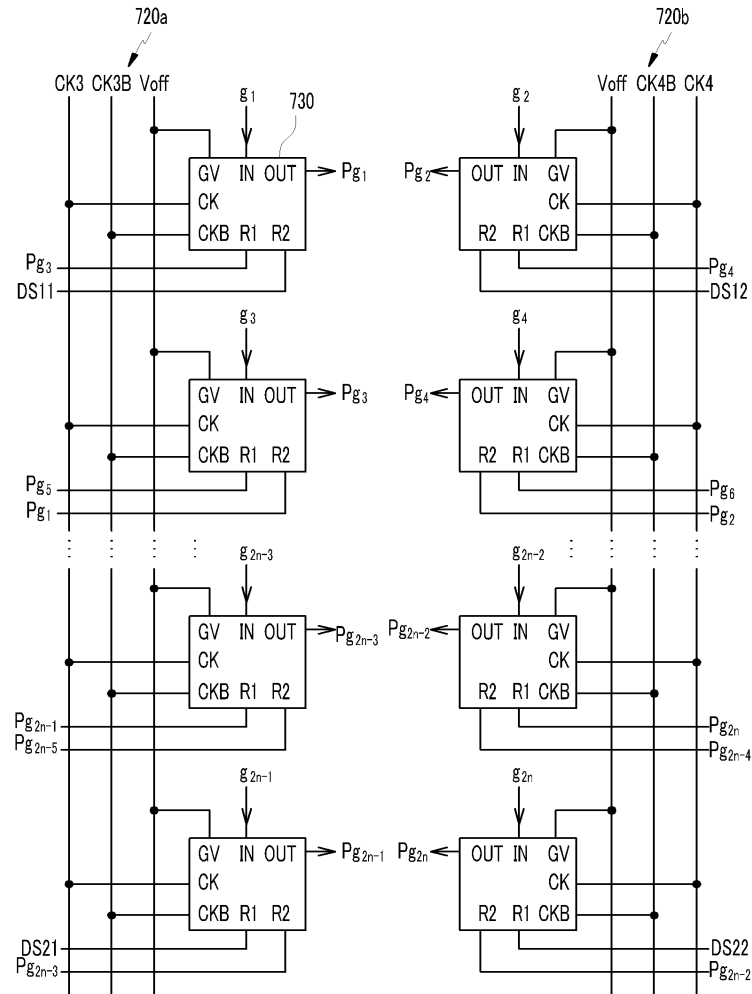 720a 720b
CK3 CK3B Voff Voff CK4B CK4
g1 730 g2
GV IN OUT Pg1 Pg2 OUT IN GV
CK CK
CKB R1 R2 R2 R1 CKB
Pg3 Pg4
DS11 DS12
g3 g4
GV IN OUT Pg3 Pg4 OUT IN GV
CK CK
CKB R1 R2 R2 R1 CKB
Pg5 Pg6
Pg1 Pg2
g2n-3 g2n-2
GV IN OUT Pg2n-3 Pg2n-2 OUT IN GV
CK CK
CKB R1 R2 R2 R1 CKB
Pg2n-1 Pg2n
Pg2n-5 Pg2n-4
g2n-1 g2n
GV IN OUT Pg2n-1 Pg2n OUT IN GV
CK CK
CKB R1 R2 R2 R1 CKB
DS21 DS22
Pg2n-3 Pg2n-2